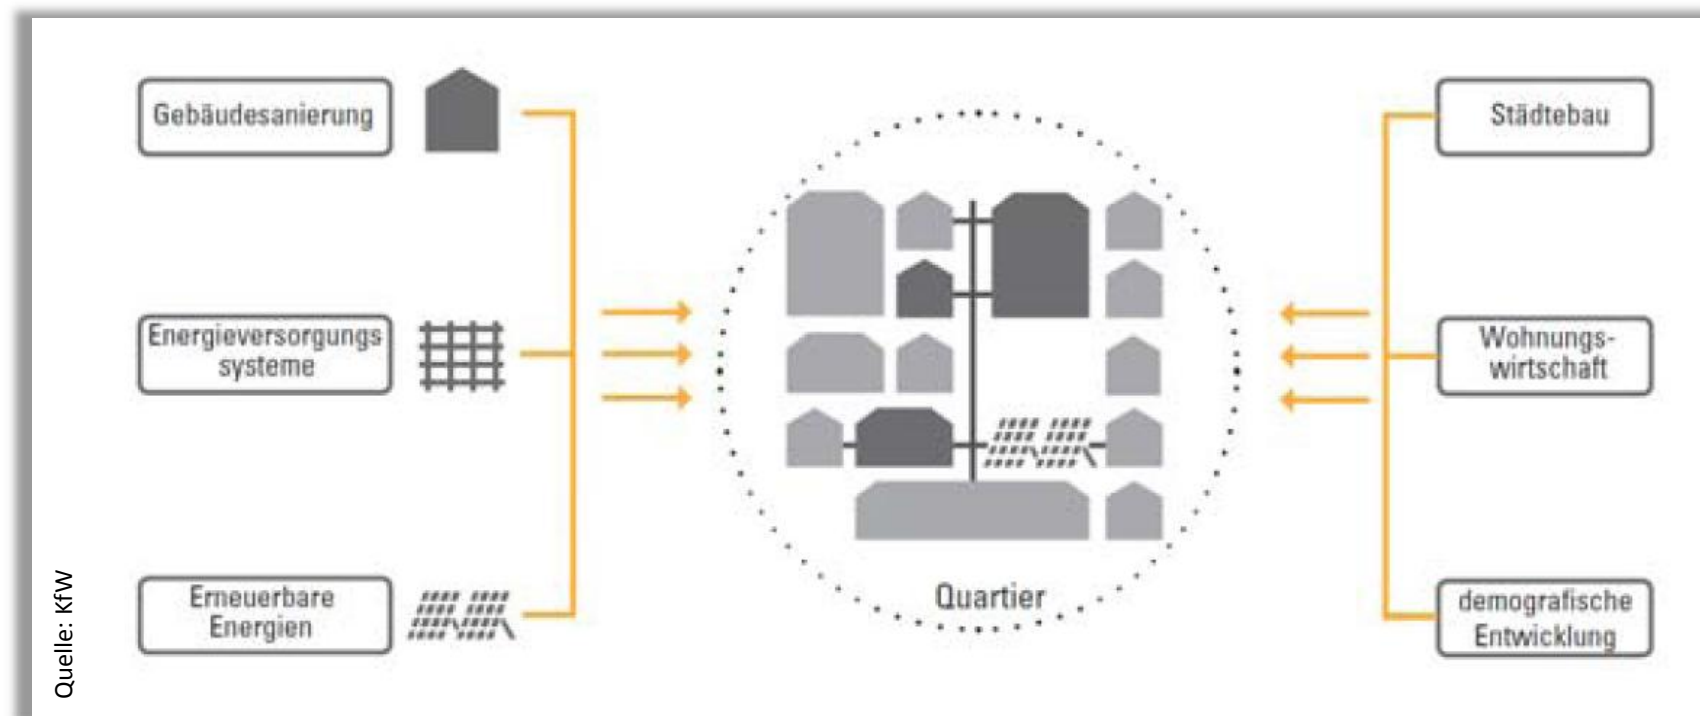 Gebäudesanierung
Energieversorgungs
systeme
Erneuerbare
Energien
Quartier
Städtebau
Wohnungs-
wirtschaft
demografische
Entwicklung
Quelle: KfW